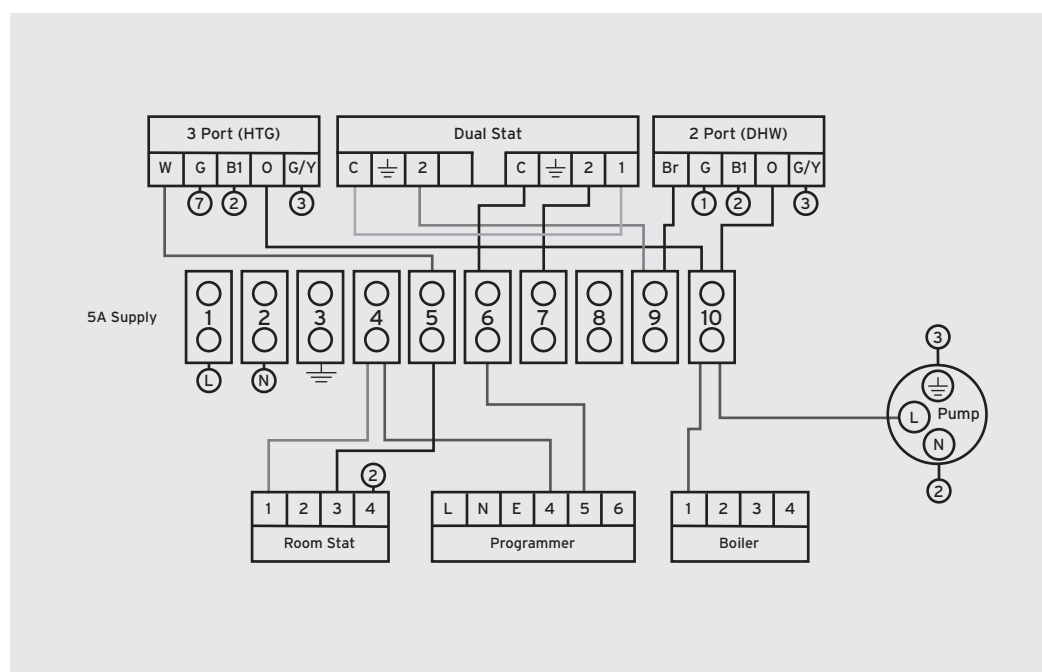 3 Port (HTG)
Dual Stat
2 Port (DHW)
W G B1 O G/Y
C 2 C 2 1
Br G B1 O G/Y
7 2 3
1 2 3
5A Supply
1 2 3 4 5 6 7 8 9 10
L N
3
L Pump
N
2
2
1 2 3 4
L N E 4 5 6
1 2 3 4
Room Stat
Programmer
Boiler